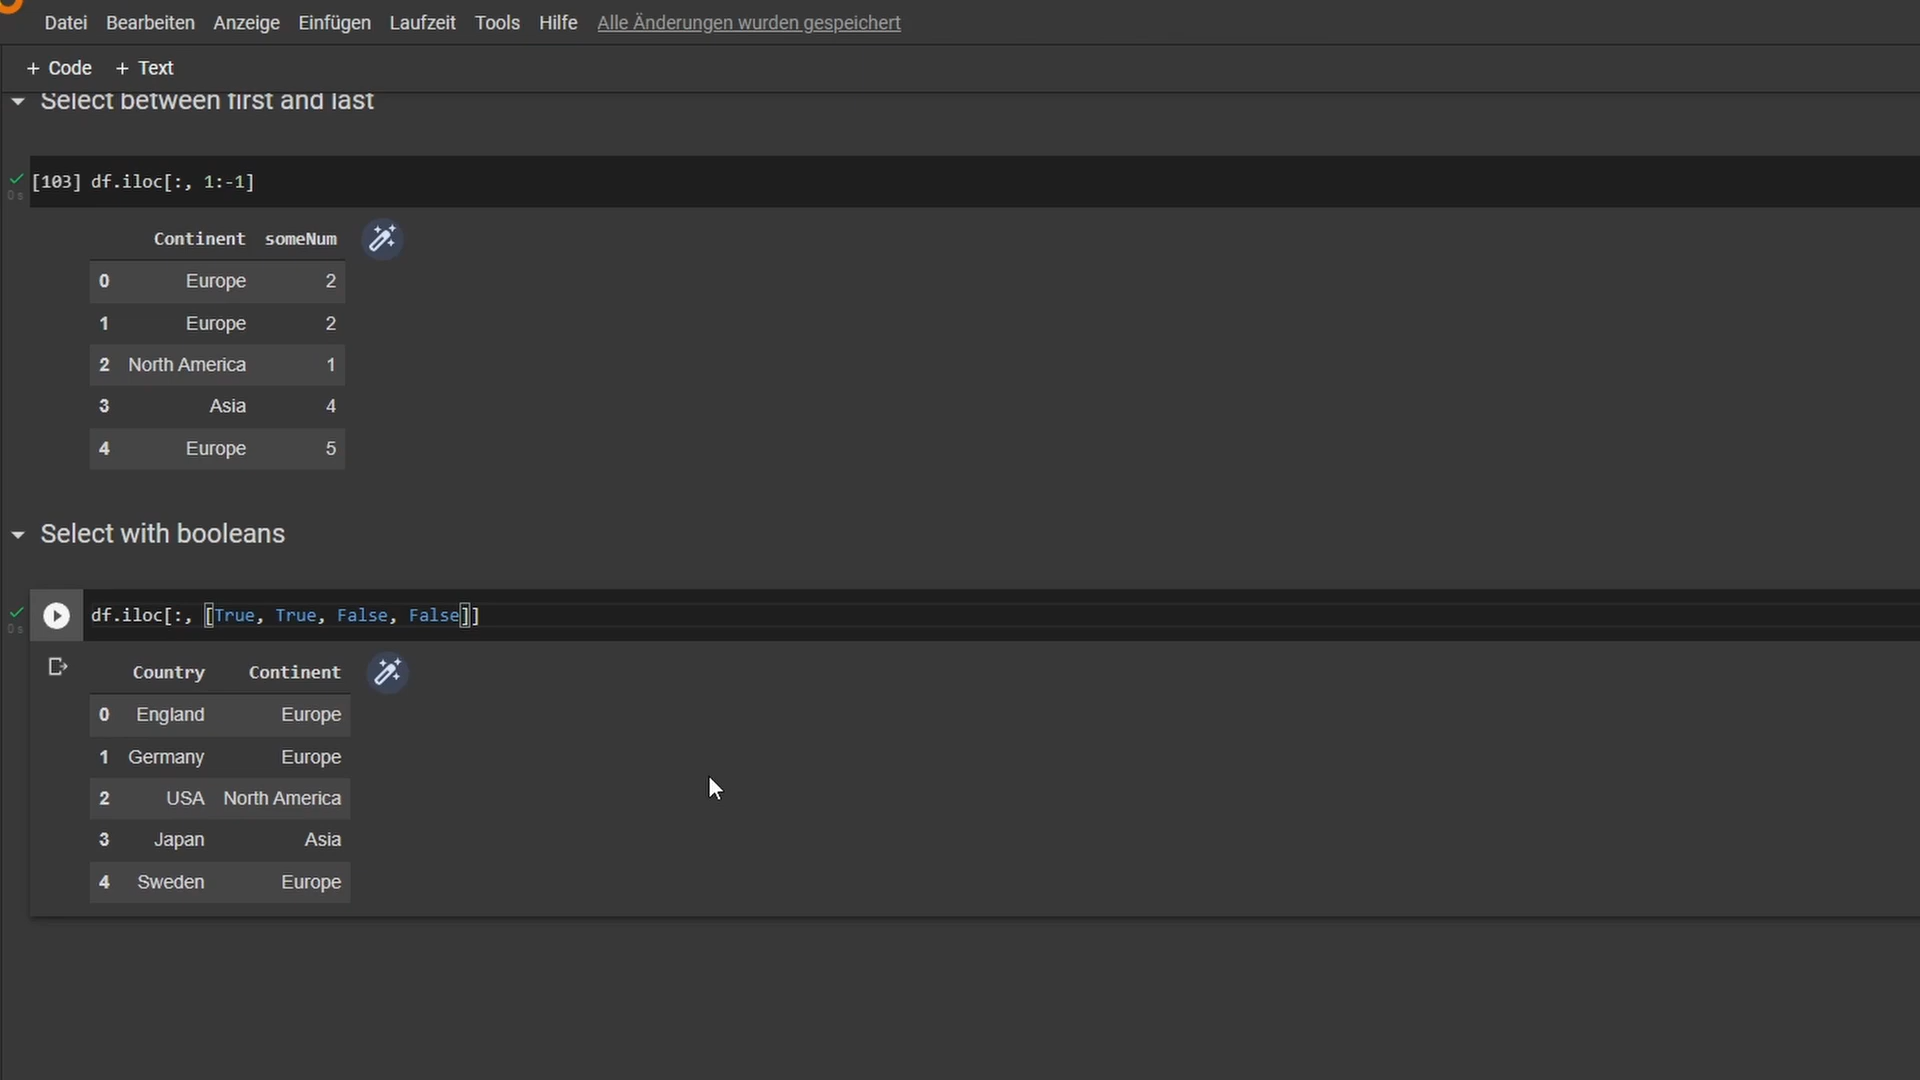 Datei Bearbeiten Anzeige Einfügen Laufzeit Tools Hilfe Alle Änderungen wurden gespeichert
+ Code + Text
Select between first and last
[103] df.iloc[:, 1:-1]
0 s
Continent someNum
0 Europe 2
1 Europe 2
2 North America 1
3 Asia 4
4 Europe 5
Select with booleans
df.iloc[:, [True, True, False, False]]
0 s
Country Continent
0 England Europe
1 Germany Europe
2 USA North America
3 Japan Asia
4 Sweden Europe